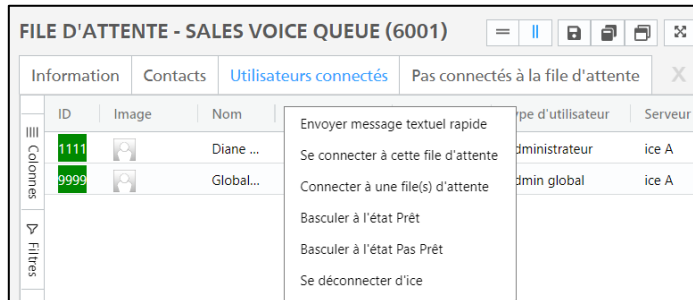 FILE D'ATTENTE - SALES VOICE QUEUE (6001)
Information Contacts Utilisateurs connectés Pas connectés à la file d'attente X
ID Image Nom ype d'utilisateur Serveur
Envoyer message textuel rapide
1111 Diane ... dministrateur ice A
Se connecter à cette file d'attente
9999 Global... dmin global ice A
Connecter à une file(s) d'attente
Basculer à l'état Prêt
Basculer à l'état Pas Prêt
Se déconnecter d'ice
Colonnes
Filtres